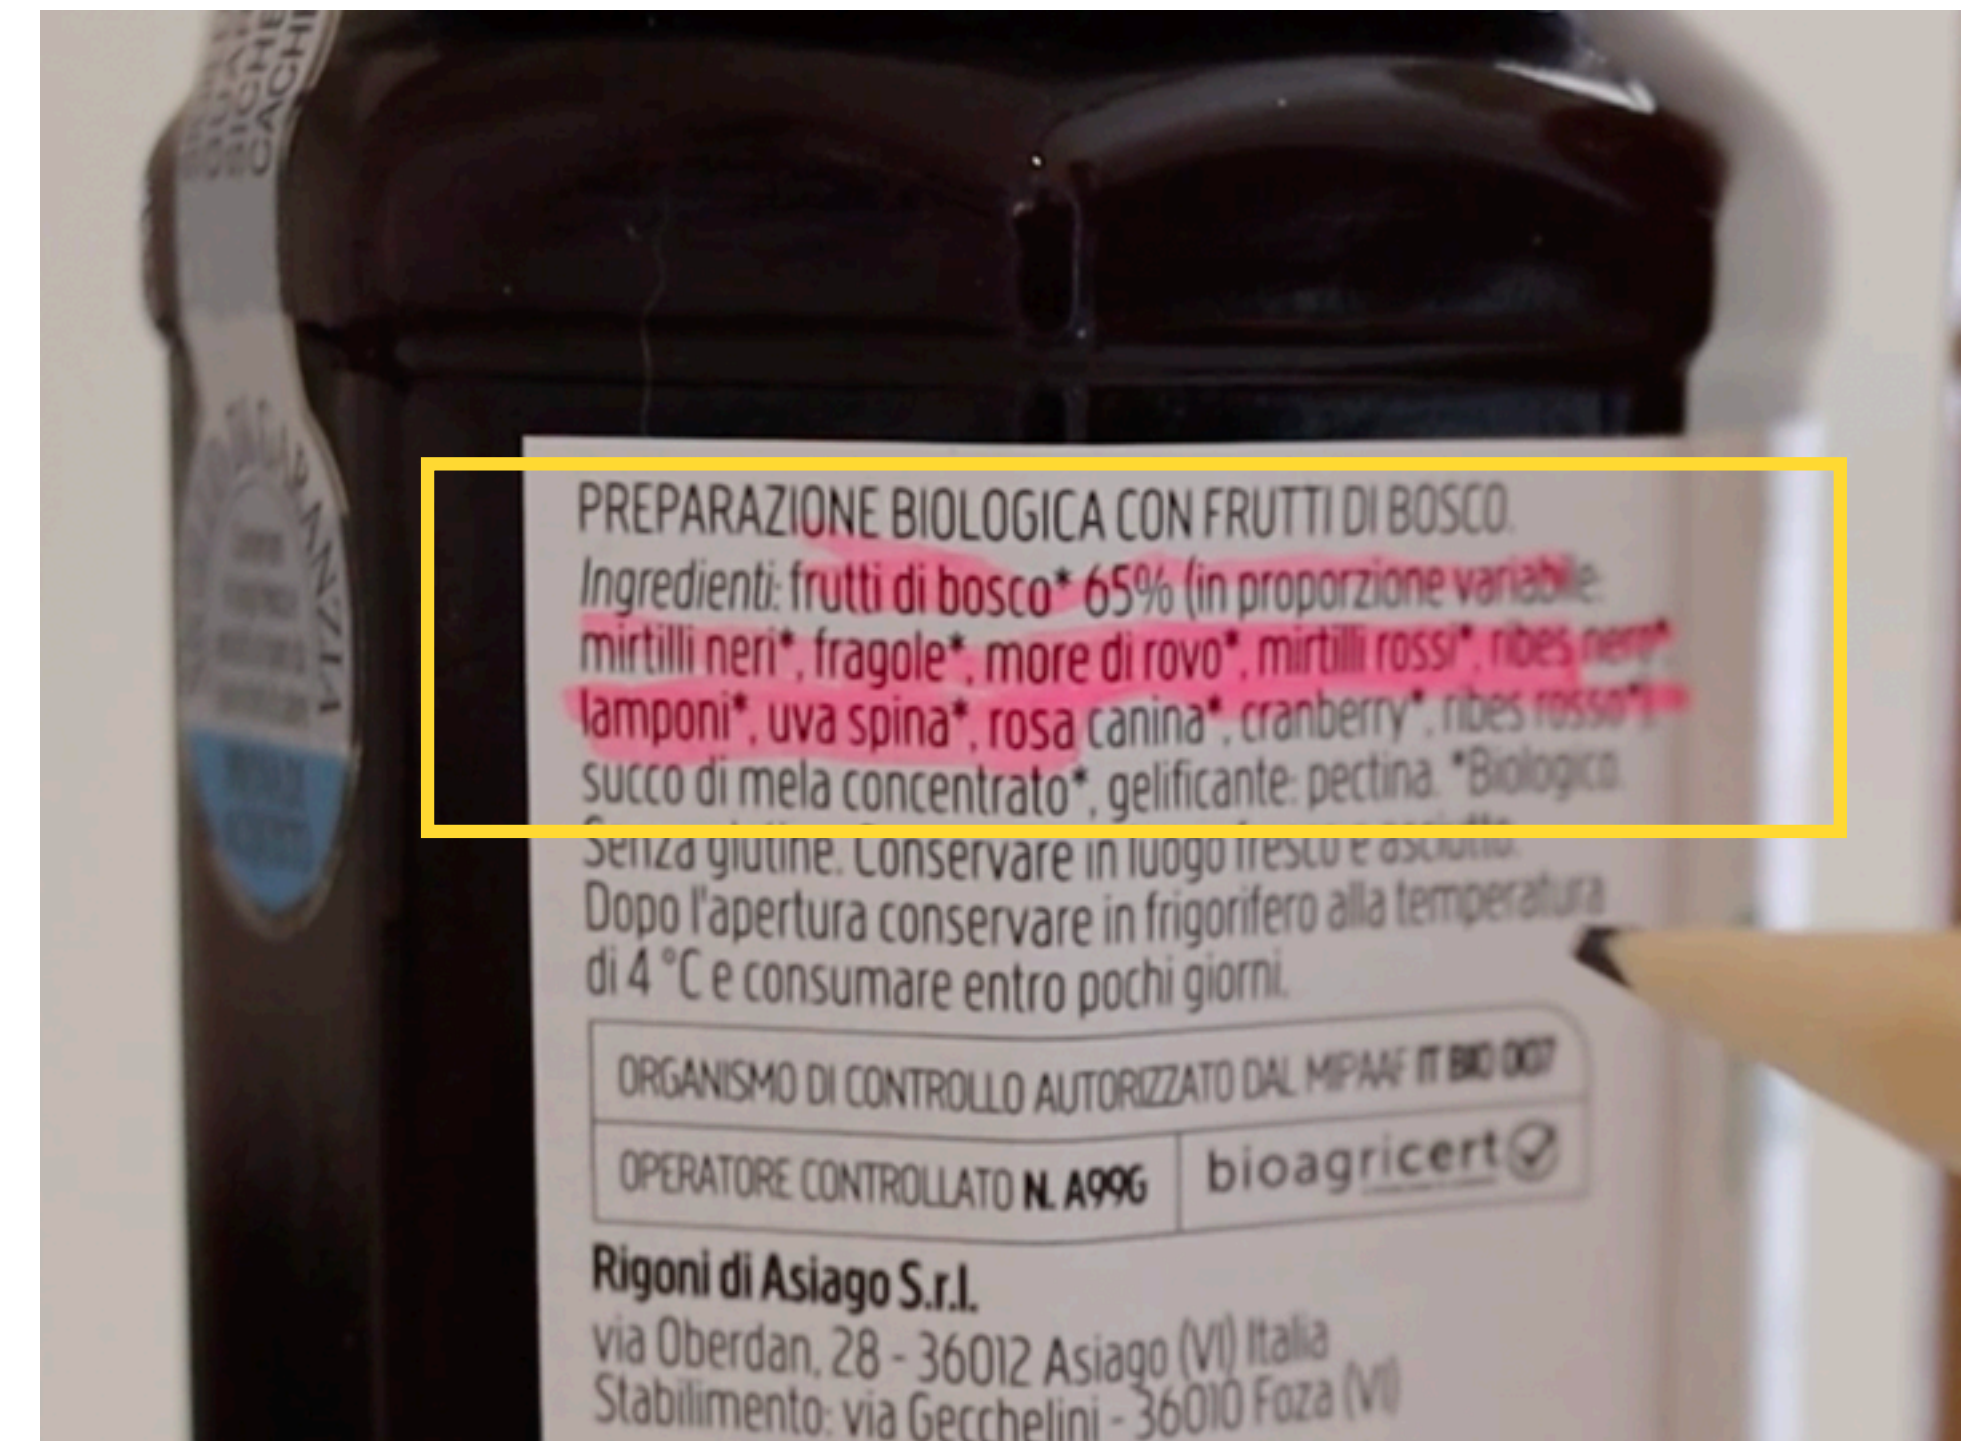 CACHE
GARANZIA
PREPARAZIONE BIOLOGICA CON FRUTTI DI BOSCO.
Ingredienti: frutti di bosco* 65% (in proporzione variabile:
mirtilli neri*, fragole*, more di rovo*, mirtilli rossi*, ribes nero*,
lamponi*, uva spina*, rosa canina*, cranberry*, ribes rosso*),
succo di mela concentrato*, gelificante: pectina. *Biologico.
Senza glutine. Conservare in luogo fresco e asciutto.
Dopo l'apertura conservare in frigorifero alla temperatura
di 4 °C e consumare entro pochi giorni.
ORGANISMO DI CONTROLLO AUTORIZZATO DAL MIPAAF IT BIO 007
OPERATORE CONTROLLATO N. A99G
bioagricert
Rigoni di Asiago S.r.l.
via Oberdan, 28 - 36012 Asiago (VI) Italia
Stabilimento: via Gecchelini - 36010 Foza (VI)